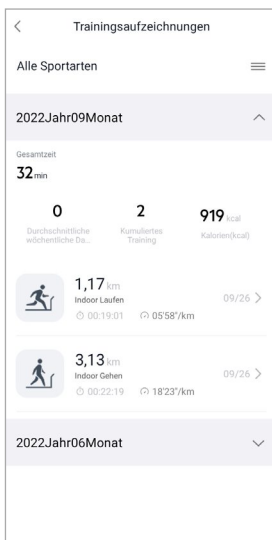 Trainingsaufzeichnungen
Alle Sportarten
2022Jahr09Monat
Gesamtzeit
32 min
0
Durchschnittliche
wöchentliche Da...
2
Kumuliertes
Training
919 kcal
Kalorien(kcal)
1,17 km
Indoor Laufen
09/26
00:19:01 05'58"/km
3,13 km
Indoor Gehen
09/26
00:22:19 18'23"/km
2022Jahr06Monat